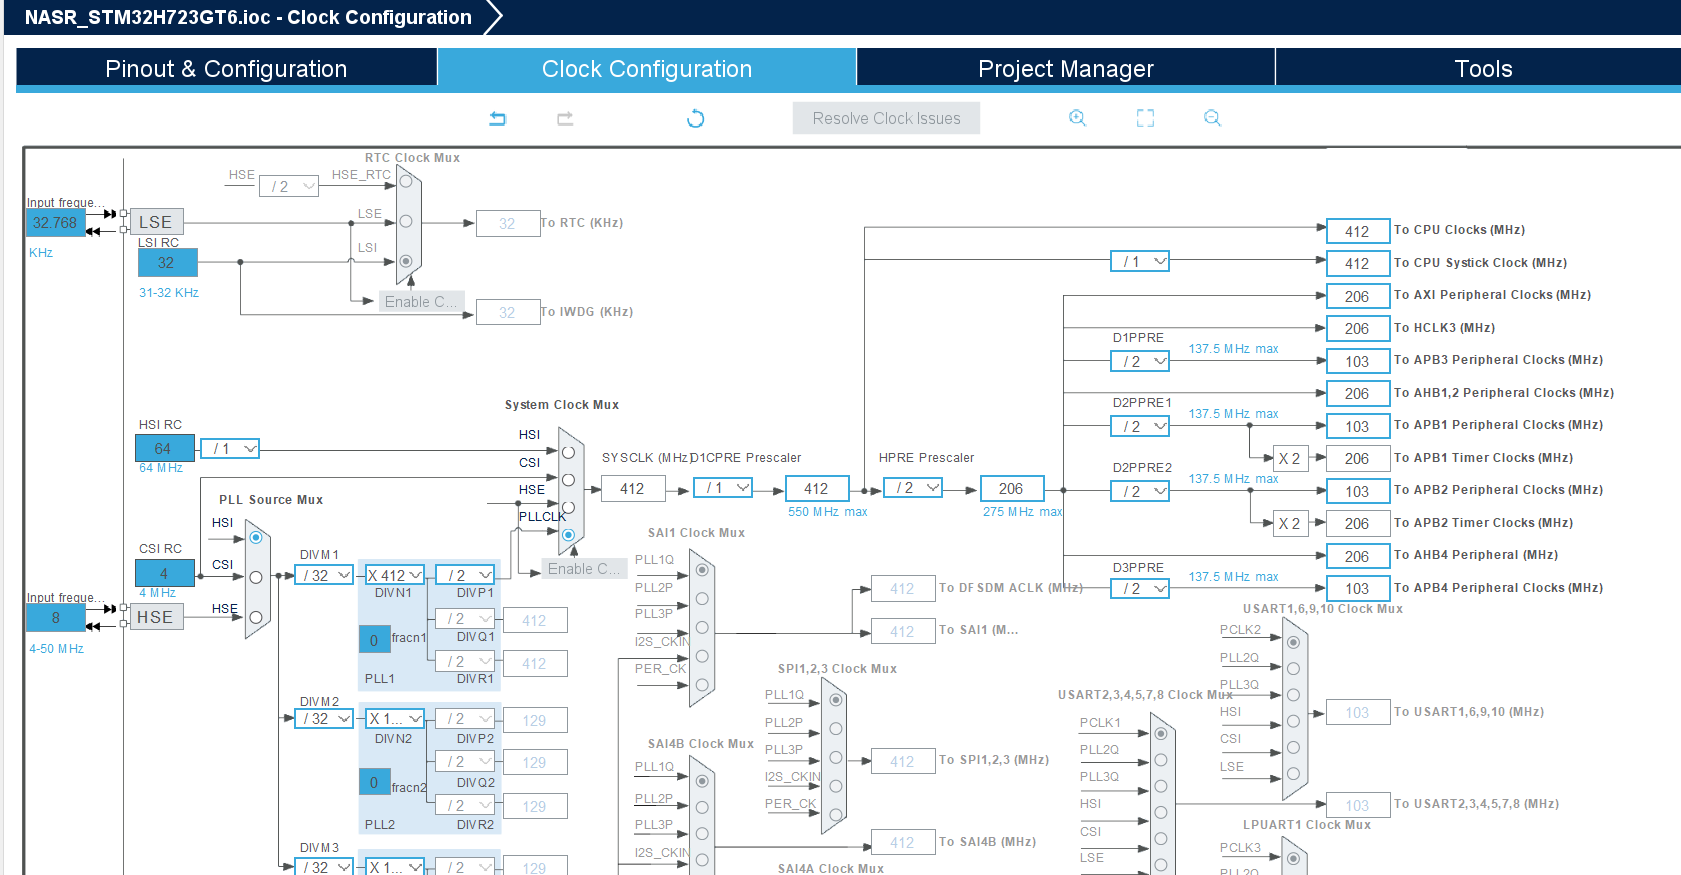 NASR_STM32H723GT6.ioc - Clock Configuration
Pinout & Configuration
Clock Configuration
Project Manager
Tools
Resolve Clock Issues
RTC Clock Mux
HSE
/ 2
HSE_RTC
Input freque...
32.768
KHz
LSE
LSE
32
To RTC (KHz)
LSI RC
32
31-32 KHz
LSI
Enable C...
32
To IWDG (KHz)
412
To CPU Clocks (MHz)
/ 1
412
To CPU Systick Clock (MHz)
206
To AXI Peripheral Clocks (MHz)
206
To HCLK3 (MHz)
D1PPRE
/ 2
137.5 MHz max
103
To APB3 Peripheral Clocks (MHz)
206
To AHB1,2 Peripheral Clocks (MHz)
D2PPRE1
/ 2
137.5 MHz max
103
To APB1 Peripheral Clocks (MHz)
X 2
206
To APB1 Timer Clocks (MHz)
D2PPRE2
/ 2
137.5 MHz max
103
To APB2 Peripheral Clocks (MHz)
X 2
206
To APB2 Timer Clocks (MHz)
206
To AHB4 Peripheral (MHz)
D3PPRE
/ 2
137.5 MHz max
103
To APB4 Peripheral Clocks (MHz)
System Clock Mux
HSI RC
64
64 MHz
/ 1
HSI
CSI
HSE
PLLCLK
Enable C...
SYSCLK (MHz)
412
D1CPRE Prescaler
/ 1
412
550 MHz max
HPRE Prescaler
/ 2
206
275 MHz max
PLL Source Mux
HSI
CSI
HSE
CSI RC
4
4 MHz
Input freque...
8
4-50 MHz
HSE
DIVM1
/ 32
X 412
DIVN1
/ 2
DIVP1
/ 2
412
DIVQ1
0
fracn1
/ 2
412
DIVR1
PLL1
DIVM2
/ 32
X 1...
DIVN2
/ 2
129
DIVP2
/ 2
129
DIVQ2
0
fracn2
/ 2
129
DIVR2
PLL2
DIVM3
/ 32
X 1...
/ 2
129
SAI1 Clock Mux
PLL1Q
PLL2P
PLL3P
I2S_CKIN
PER_CK
412
To DFSDM ACLK (MHz)
412
To SAI1 (M...
SPI1,2,3 Clock Mux
PLL1Q
PLL2P
PLL3P
I2S_CKIN
PER_CK
412
To SPI1,2,3 (MHz)
SAI4B Clock Mux
PLL1Q
PLL2P
PLL3P
I2S_CKIN
412
To SAI4B (MHz)
SAI4A Clock Mux
USART1,6,9,10 Clock Mux
PCLK2
PLL2Q
PLL3Q
HSI
CSI
LSE
103
To USART1,6,9,10 (MHz)
USART2,3,4,5,7,8 Clock Mux
PCLK1
PLL2Q
PLL3Q
HSI
CSI
LSE
103
To USART2,3,4,5,7,8 (MHz)
LPUART1 Clock Mux
PCLK3
PLL2Q